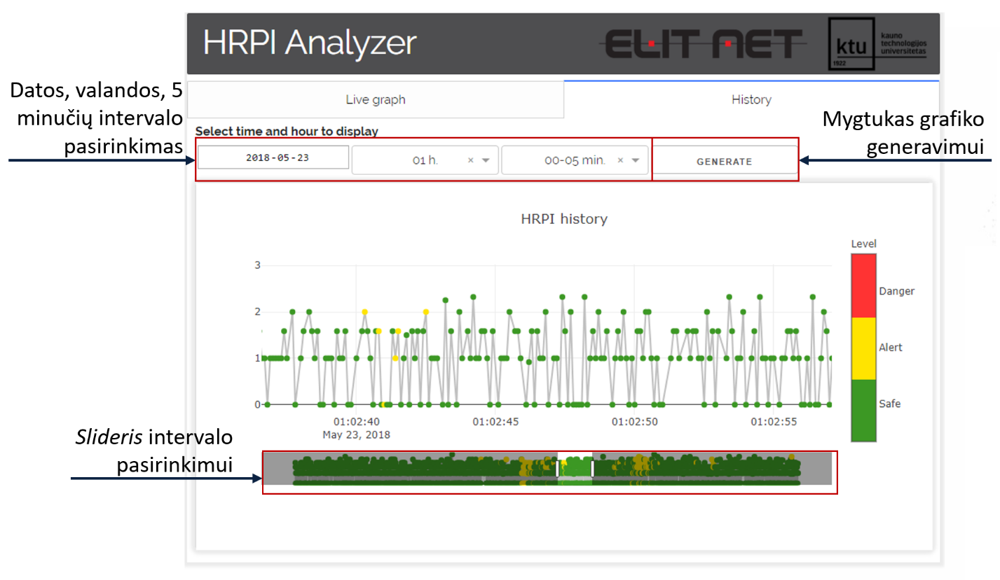 HRPI Analyzer
ELIT NET
ktu
1922
kauno
technologijos
universitetas
Datos, valandos, 5
minučių intervalo
pasirinkimas
Live graph
History
Mygtukas grafiko
generavimui
Select time and hour to display
2018-05-23
01 h.
× 
00-05 min.
×
GENERATE
HRPI history
Level
Danger
Alert
Safe
3
2
1
0
01:02:40
May 23, 2018
01:02:45
01:02:50
01:02:55
Slideris intervalo
pasirinkimui